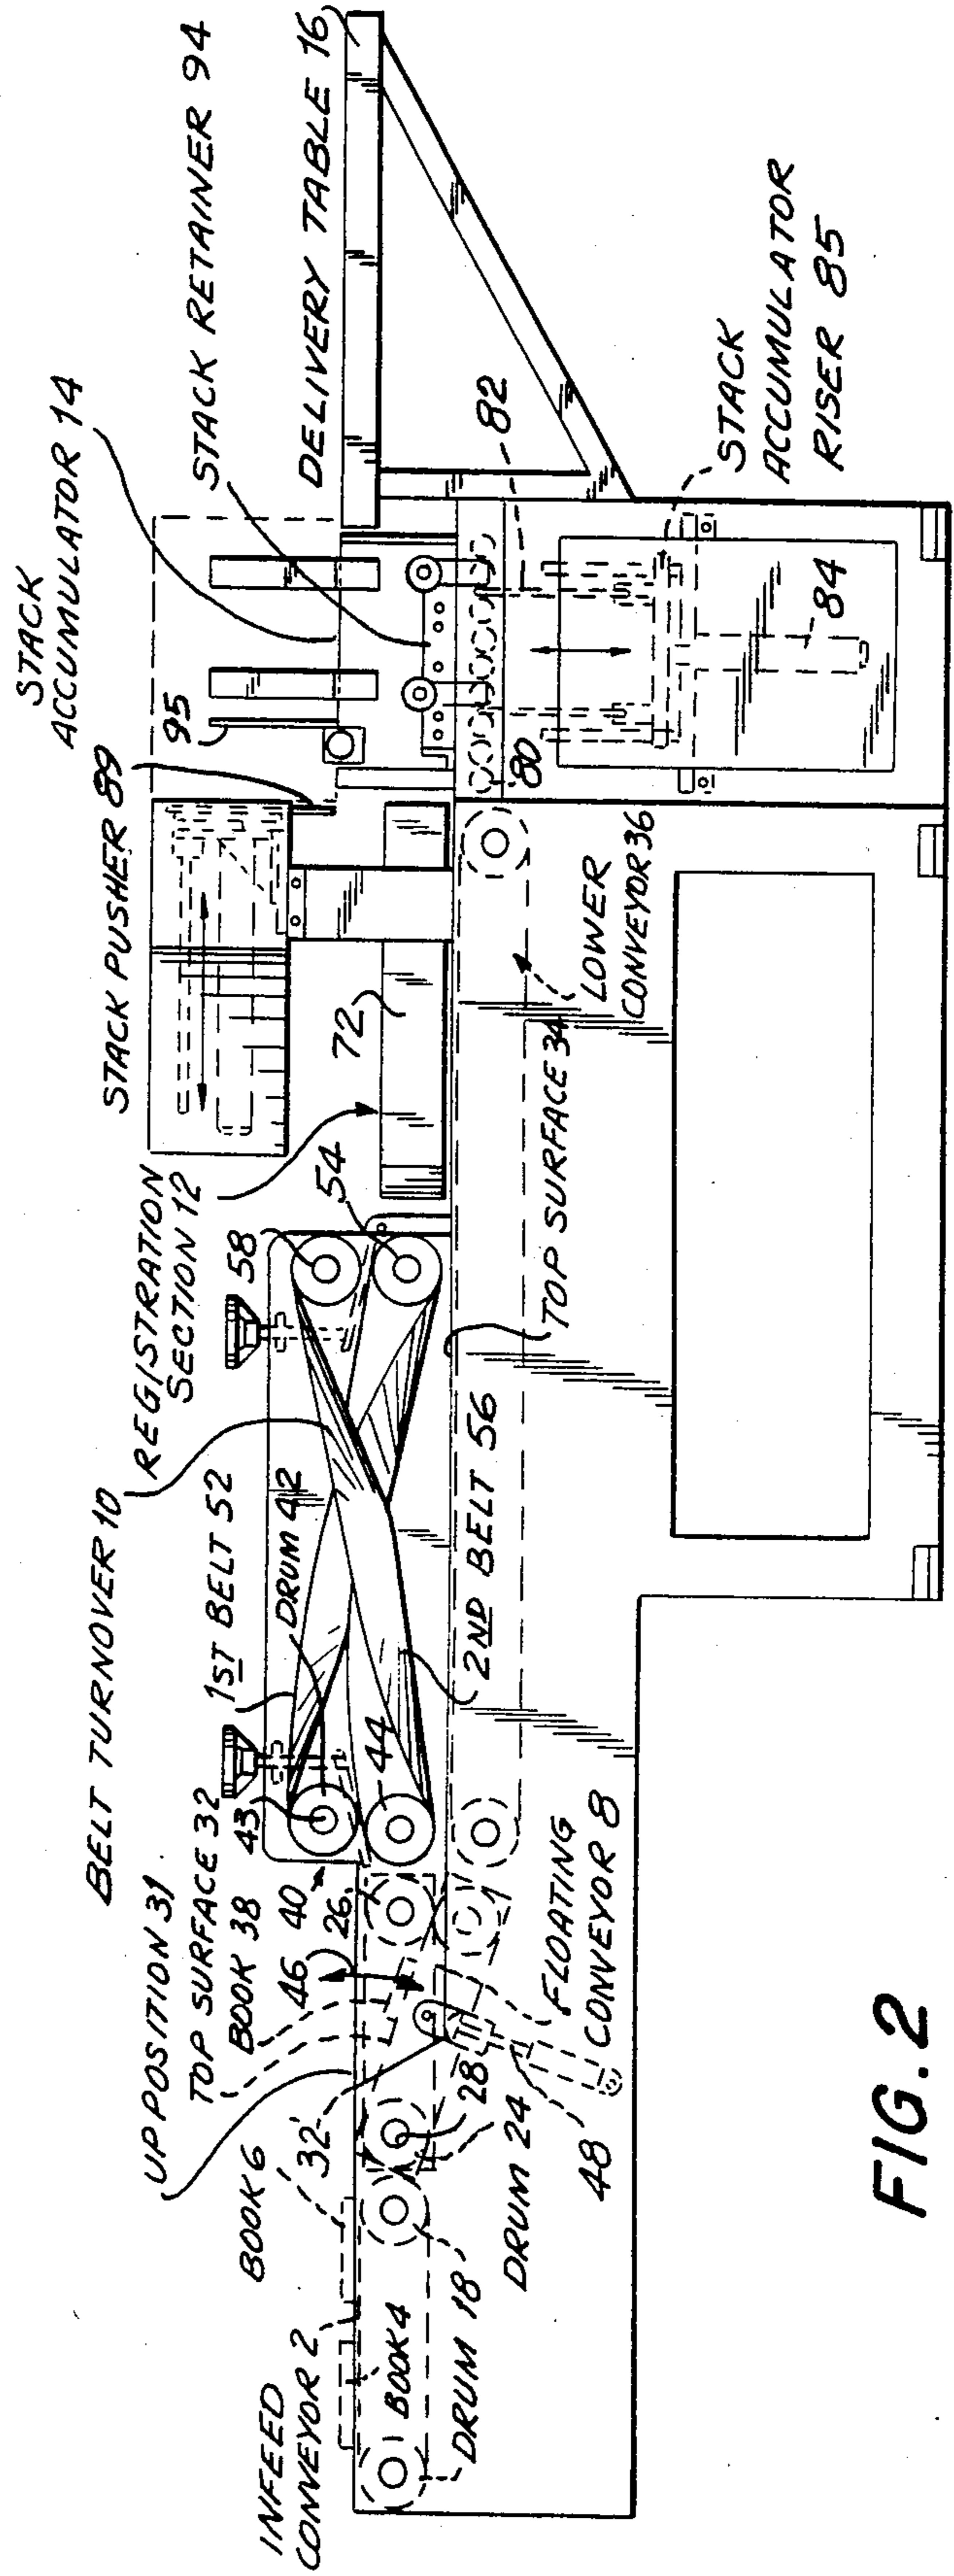 STACK
ACCUMULATOR 14
STACK RETAINER 94
DELIVERY TABLE 16
STACK PUSHER 89
95
82
80
STACK
ACCUMULATOR
RISER 85
84
REGISTRATION
SECTION 12
72
LOWER
CONVEYOR 36
TOP SURFACE 34
BELT TURNOVER 10
58
54
1ST BELT 52
DRUM 42
2ND BELT 56
43
44
UP POSITION 31
TOP SURFACE 32
BOOK 38
40
46
26
FLOATING
CONVEYOR 8
BOOK 6
32'
28
DRUM 24
48
INFEED
CONVEYOR 2
BOOK 4
DRUM 18
FIG. 2